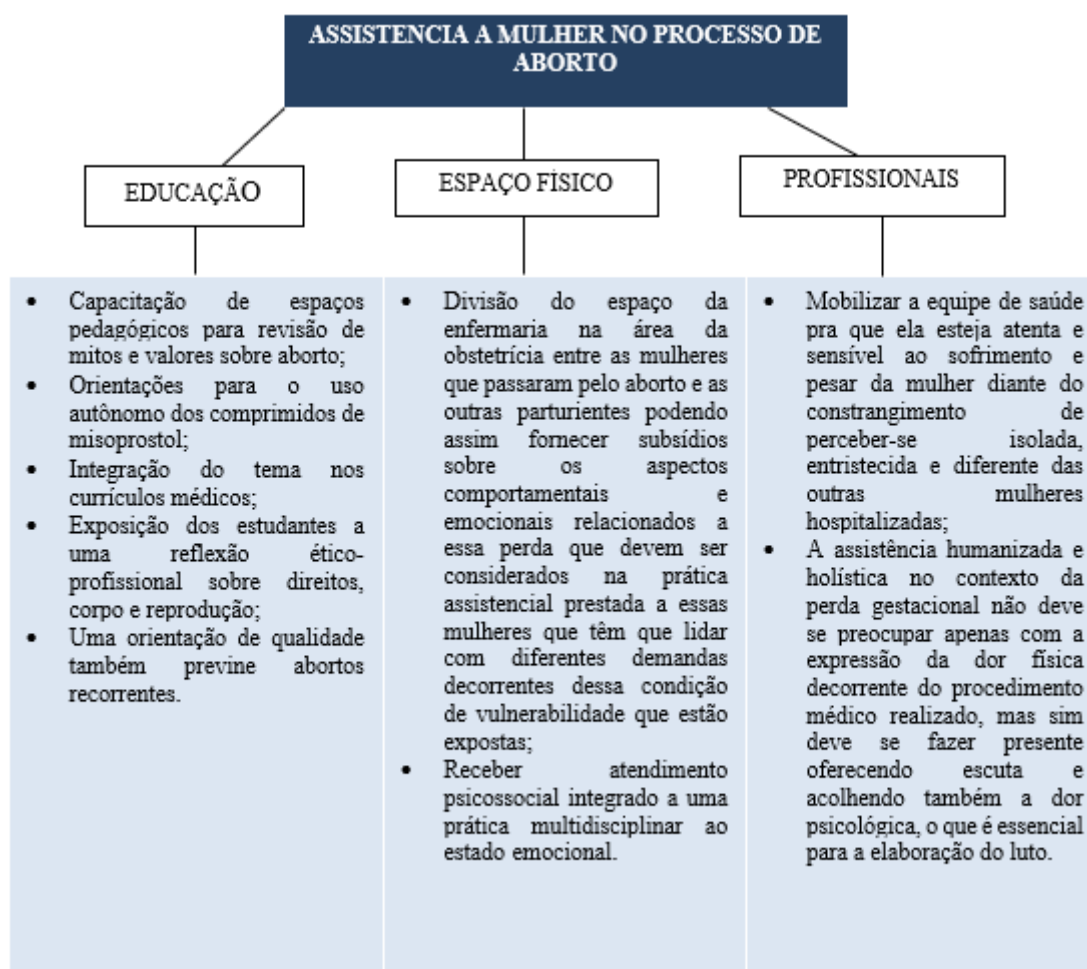 ASSISTENCIA A MULHER NO PROCESSO DE
ABORTO
EDUCAÇÃO
ESPAÇO FÍSICO
PROFISSIONAIS
• Capacitação de espaços
pedagógicos para revisão de
mitos e valores sobre aborto;
• Orientações para o uso
autônomo dos comprimidos de
misoprostol;
• Integração do tema nos
currículos médicos;
• Exposição dos estudantes a
uma reflexão ético-
profissional sobre direitos,
corpo e reprodução;
• Uma orientação de qualidade
também previne abortos
recorrentes.
• Divisão do espaço da
enfermaria na área da
obstetrícia entre as mulheres
que passaram pelo aborto e as
outras parturientes podendo
assim fornecer subsídios
sobre os aspectos
comportamentais e
emocionais relacionados a
essa perda que devem ser
considerados na prática
assistencial prestada a essas
mulheres que têm que lidar
com diferentes demandas
decorrentes dessa condição
de vulnerabilidade que estão
expostas;
• Receber atendimento
psicossocial integrado a uma
prática multidisciplinar ao
estado emocional.
• Mobilizar a equipe de saúde
pra que ela esteja atenta e
sensível ao sofrimento e
pesar da mulher diante do
constrangimento de
perceber-se isolada,
entristecida e diferente das
outras mulheres
hospitalizadas;
• A assistência humanizada e
holística no contexto da
perda gestacional não deve
se preocupar apenas com a
expressão da dor física
decorrente do procedimento
médico realizado, mas sim
deve se fazer presente
oferecendo escuta e
acolhendo também a dor
psicológica, o que é essencial
para a elaboração do luto.